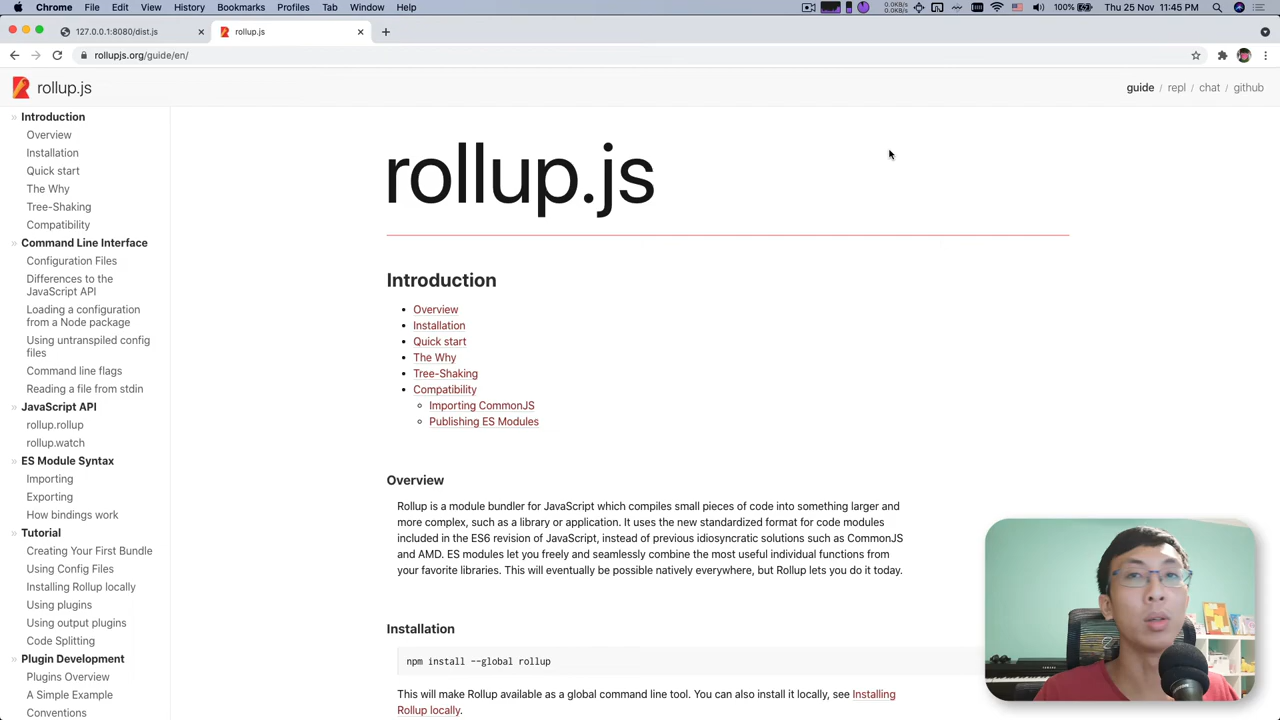 Chrome File Edit View History Bookmarks Profiles Tab Window Help
0.0KB/s
0.0KB/s
100% Thu 25 Nov 11:45 PM
127.0.0.1:8080/dist.js
rollup.js
rollupjs.org/guide/en/
rollup.js
guide / repl / chat / github
» Introduction
Overview
Installation
Quick start
The Why
Tree-Shaking
Compatibility
» Command Line Interface
Configuration Files
Differences to the
JavaScript API
Loading a configuration
from a Node package
Using untranspiled config
files
Command line flags
Reading a file from stdin
» JavaScript API
rollup.rollup
rollup.watch
» ES Module Syntax
Importing
Exporting
How bindings work
» Tutorial
Creating Your First Bundle
Using Config Files
Installing Rollup locally
Using plugins
Using output plugins
Code Splitting
» Plugin Development
Plugins Overview
A Simple Example
Conventions
rollup.js
Introduction
• Overview
• Installation
• Quick start
• The Why
• Tree-Shaking
• Compatibility
◦ Importing CommonJS
◦ Publishing ES Modules
Overview
Rollup is a module bundler for JavaScript which compiles small pieces of code into something larger and
more complex, such as a library or application. It uses the new standardized format for code modules
included in the ES6 revision of JavaScript, instead of previous idiosyncratic solutions such as CommonJS
and AMD. ES modules let you freely and seamlessly combine the most useful individual functions from
your favorite libraries. This will eventually be possible natively everywhere, but Rollup lets you do it today.
Installation
npm install --global rollup
This will make Rollup available as a global command line tool. You can also install it locally, see Installing
Rollup locally.